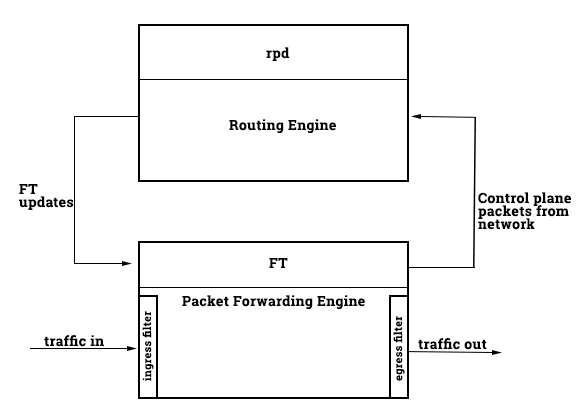 rpd
Routing Engine
FT
updates
Control plane
packets from
network
FT
Packet Forwarding Engine
ingress filter
egress filter
traffic in
traffic out